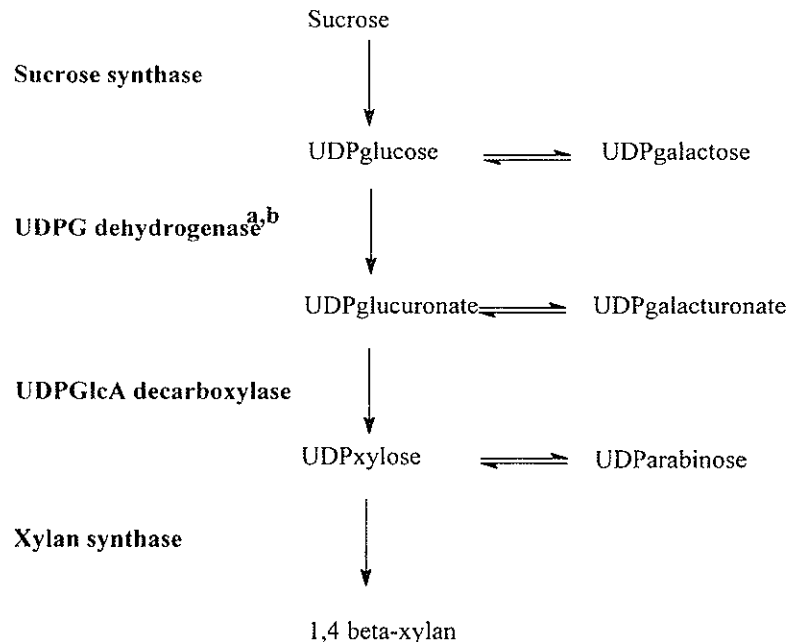 Sucrose
Sucrose synthase
UDPglucose UDPgalactose
UDPG dehydrogenase a,b
UDPglucuronate UDPgalacturonate
UDPGlcA decarboxylase
UDPxylose UDParabinose
Xylan synthase
1,4 beta-xylan